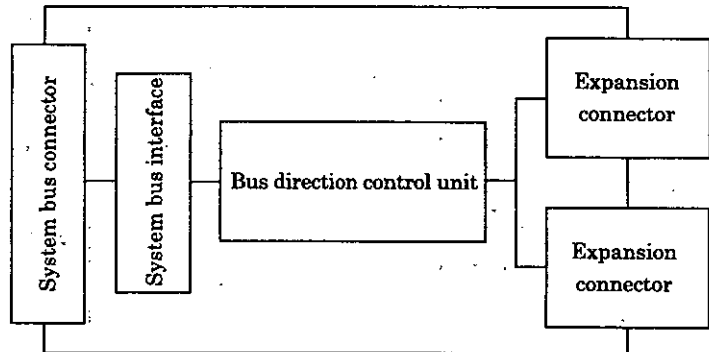 System bus connector
System bus interface
Bus direction control unit
Expansion
connector
Expansion
connector